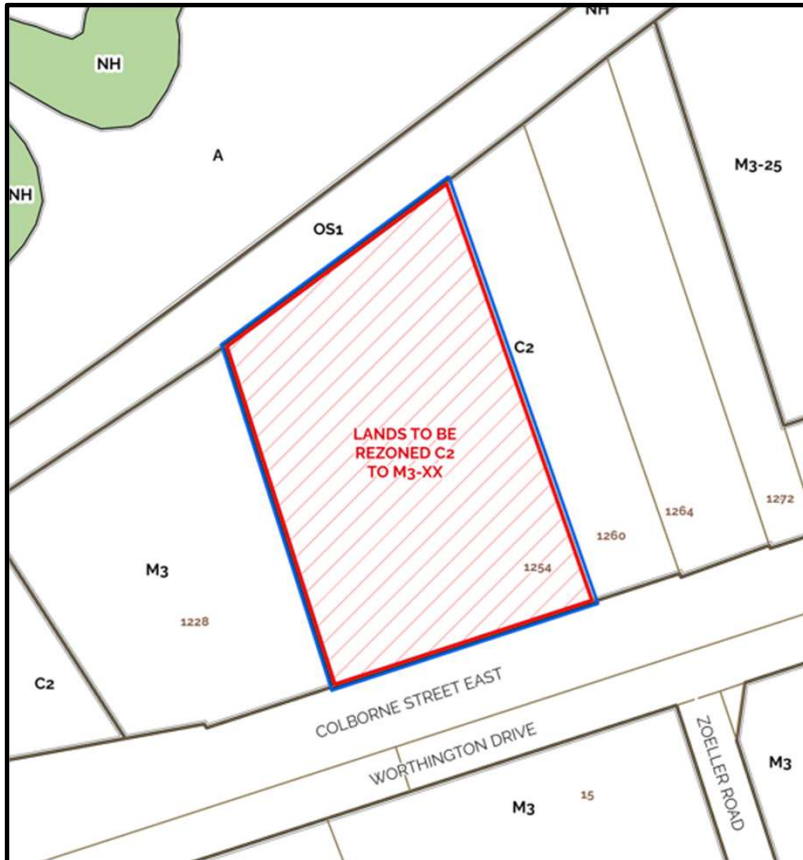 NH
NH
A
M3-25
NH
OS1
C2
LANDS TO BE
REZONED C2
TO M3-XX
1272
1264
1260
1254
M3
1228
C2
COLBORNE STREET EAST
WORTHINGTON DRIVE
ZOELLER ROAD
M3
15
M3